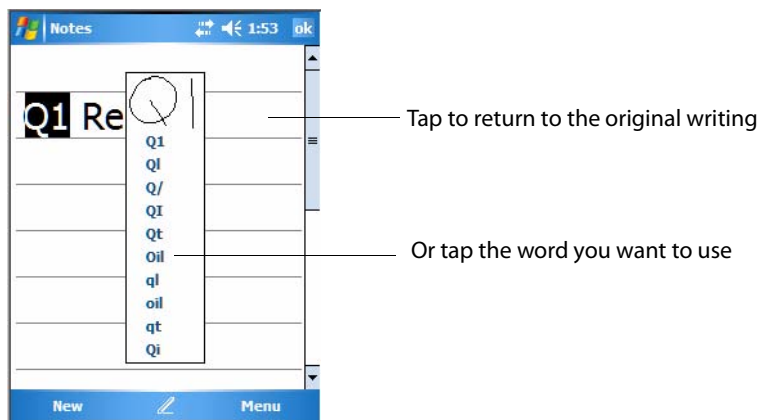 Notes 1:53 ok
Q1 Re
Q1
Ql
Q/
QI
Qt
Oil
ql
oil
qt
Qi
Tap to return to the original writing
Or tap the word you want to use
New Menu